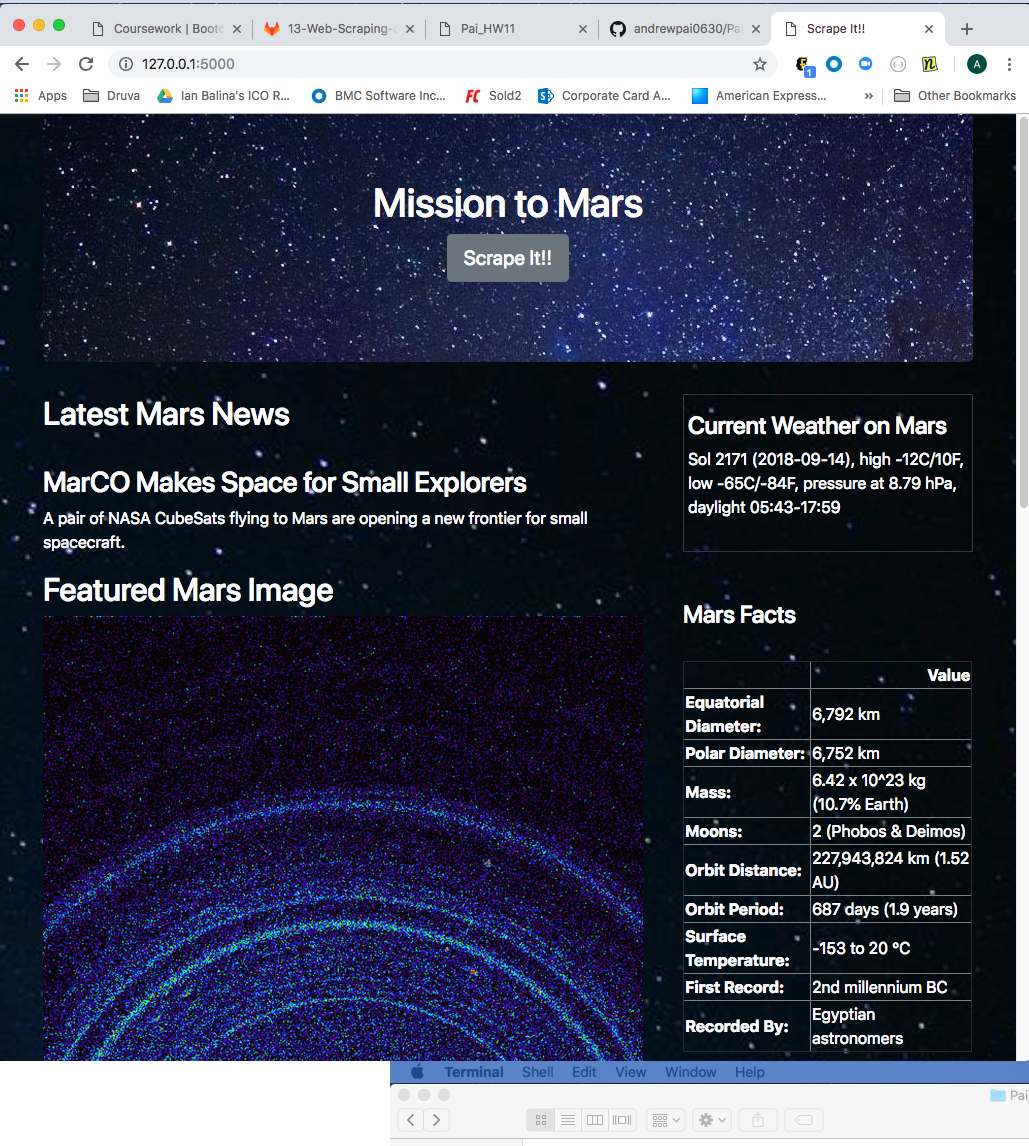 Coursework | Bootc
13-Web-Scraping-a
Pai_HW11
andrewpai0630/Pai
Scrape It!!
127.0.0.1:5000
1
A
Apps
Druva
Ian Balina's ICO R...
BMC Software Inc...
FC Sold2
Corporate Card A...
American Express...
»
Other Bookmarks
Mission to Mars
Scrape It!!
Latest Mars News
MarCO Makes Space for Small Explorers
A pair of NASA CubeSats flying to Mars are opening a new frontier for small
spacecraft.
Featured Mars Image
Current Weather on Mars
Sol 2171 (2018-09-14), high -12C/10F,
low -65C/-84F, pressure at 8.79 hPa,
daylight 05:43-17:59
Mars Facts
Value
Equatorial
Diameter:
6,792 km
Polar Diameter: 6,752 km
Mass:
6.42 x 10^23 kg
(10.7% Earth)
Moons: 2 (Phobos & Deimos)
Orbit Distance:
227,943,824 km (1.52
AU)
Orbit Period: 687 days (1.9 years)
Surface
Temperature:
-153 to 20 °C
First Record: 2nd millennium BC
Recorded By:
Egyptian
astronomers
Terminal Shell Edit View Window Help
Pai